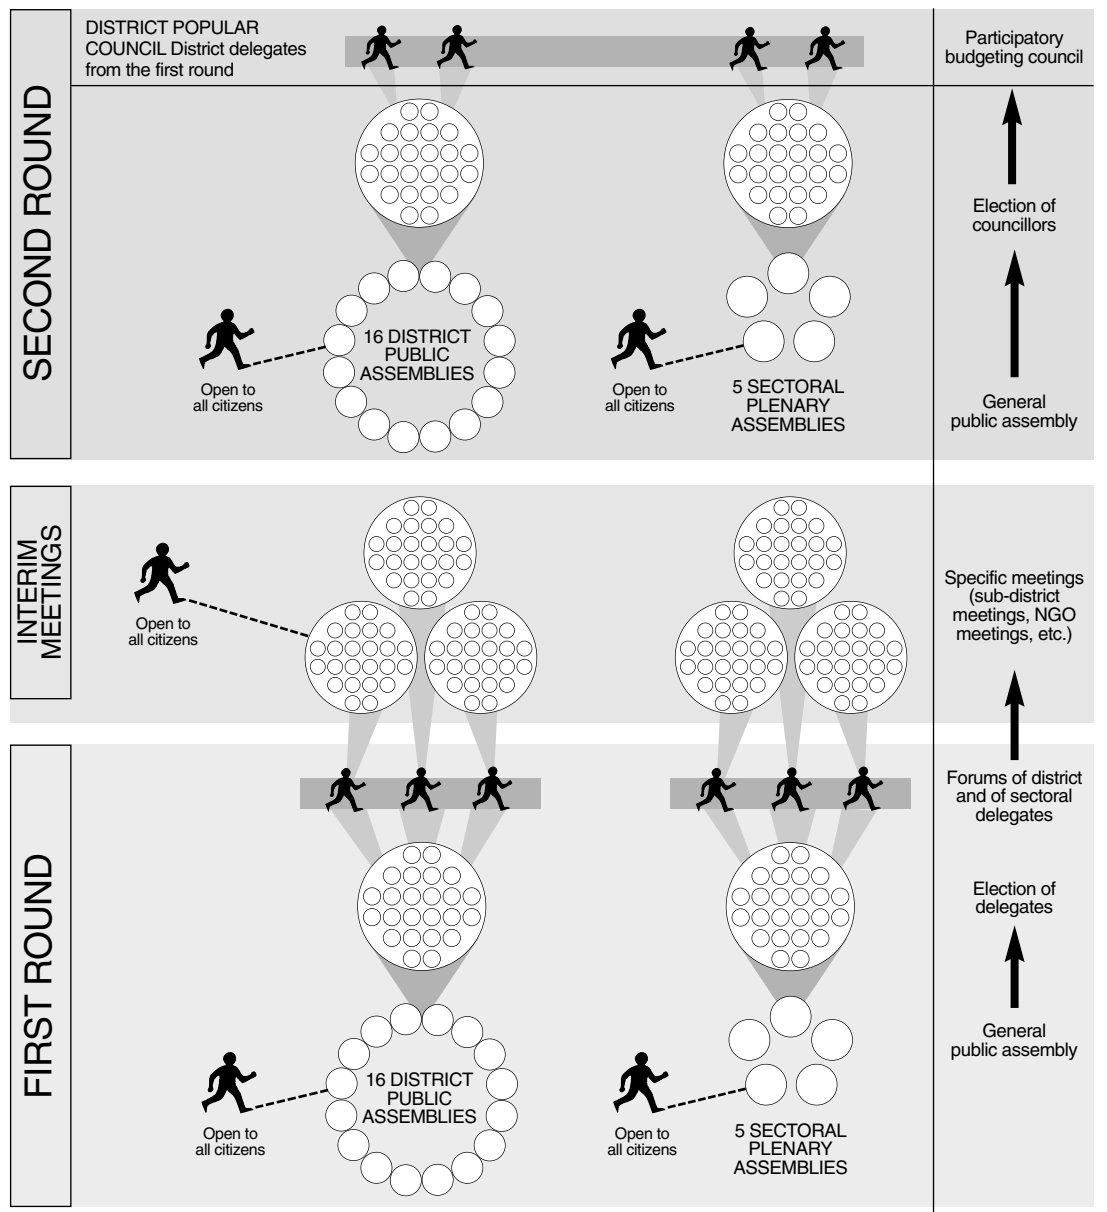 DISTRICT POPULAR
COUNCIL District delegates
from the first round
Participatory
budgeting council
SECOND ROUND
Election of
councillors
16 DISTRICT
PUBLIC
ASSEMBLIES
Open to
all citizens
Open to
all citizens
5 SECTORAL
PLENARY
ASSEMBLIES
General
public assembly
INTERIM
MEETINGS
Open to
all citizens
Specific meetings
(sub-district
meetings, NGO
meetings, etc.)
FIRST ROUND
Forums of district
and of sectoral
delegates
Election of
delegates
General
public assembly
16 DISTRICT
PUBLIC
ASSEMBLIES
Open to
all citizens
Open to
all citizens
5 SECTORAL
PLENARY
ASSEMBLIES